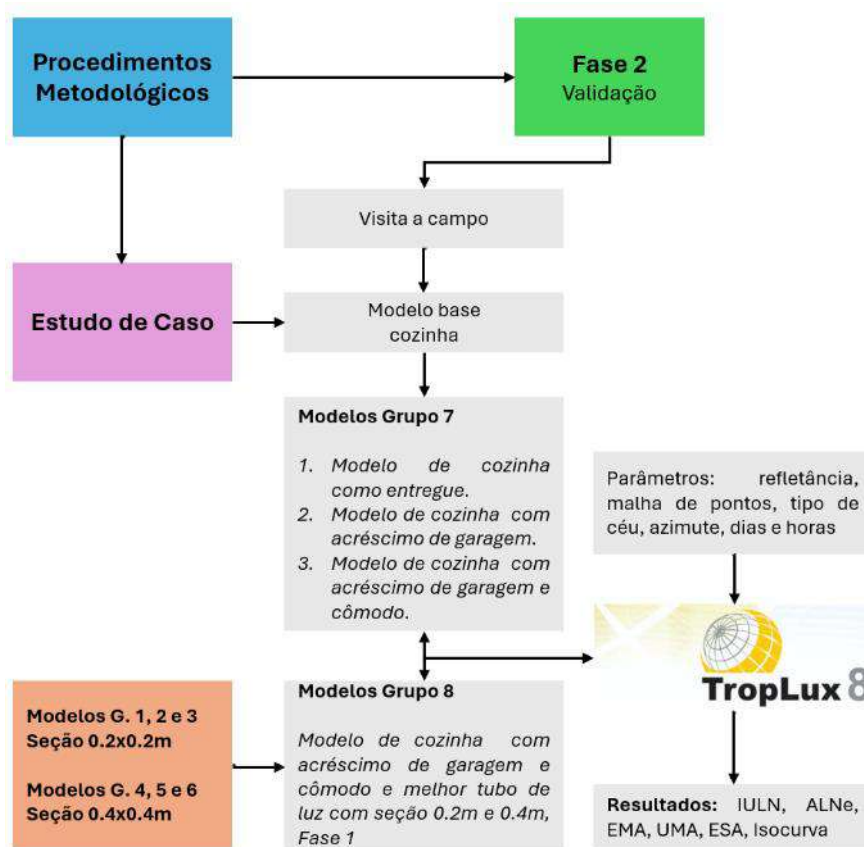 Procedimentos
Metodológicos
Fase 2
Validação
Visita a campo
Estudo de Caso
Modelo base
cozinha
Modelos Grupo 7
1. Modelo de cozinha
como entregue.
2. Modelo de cozinha com
acréscimo de garagem.
3. Modelo de cozinha com
acréscimo de garagem e
cômodo.
Parâmetros: refletância,
malha de pontos, tipo de
céu, azimute, dias e horas
TropLux 8
Modelos G. 1, 2 e 3
Seção 0.2x0.2m
Modelos G. 4, 5 e 6
Seção 0.4x0.4m
Modelos Grupo 8
Modelo de cozinha com
acréscimo de garagem e
cômodo e melhor tubo de
luz com seção 0.2m e 0.4m,
Fase 1
Resultados: IULN, ALNe,
EMA, UMA, ESA, Isocurva